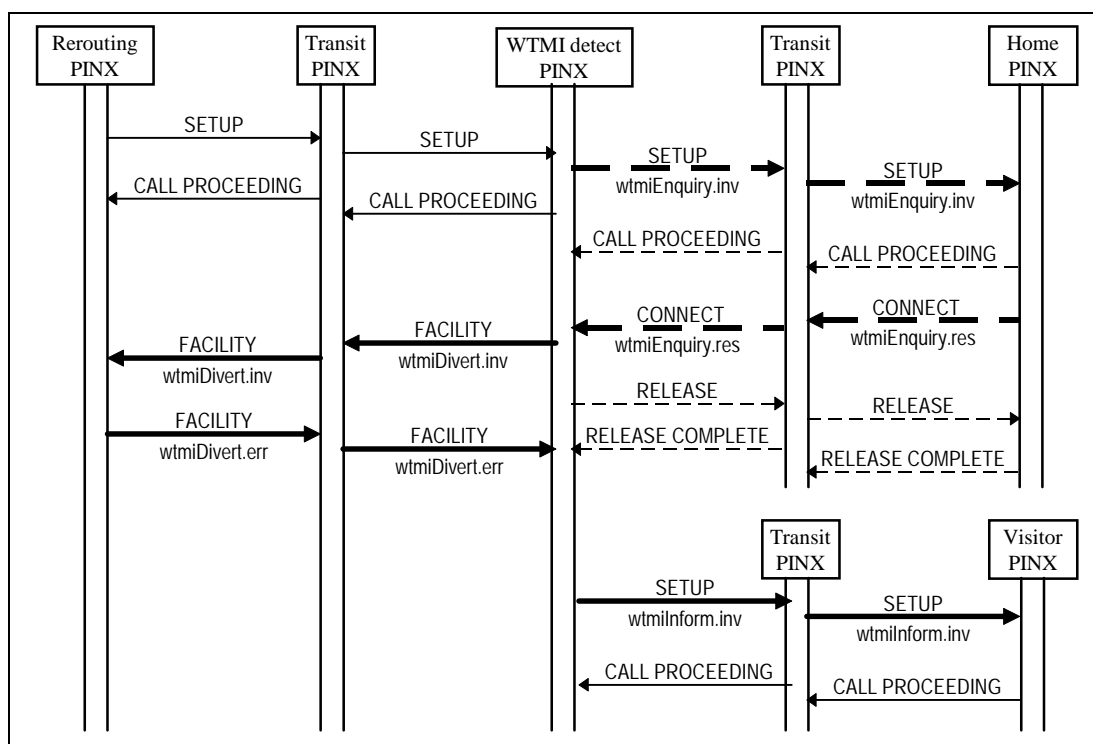 Rerouting
PINX
Transit
PINX
WTMI detect
PINX
Transit
PINX
Home
PINX
SETUP
SETUP
SETUP
wtmiEnquiry.inv
SETUP
wtmiEnquiry.inv
CALL PROCEEDING
CALL PROCEEDING
CALL PROCEEDING
CALL PROCEEDING
CONNECT
wtmiEnquiry.res
CONNECT
wtmiEnquiry.res
FACILITY
wtmiDivert.inv
FACILITY
wtmiDivert.inv
RELEASE
RELEASE
FACILITY
wtmiDivert.err
FACILITY
wtmiDivert.err
RELEASE COMPLETE
RELEASE COMPLETE
Transit
PINX
Visitor
PINX
SETUP
wtmiInform.inv
SETUP
wtmiInform.inv
CALL PROCEEDING
CALL PROCEEDING